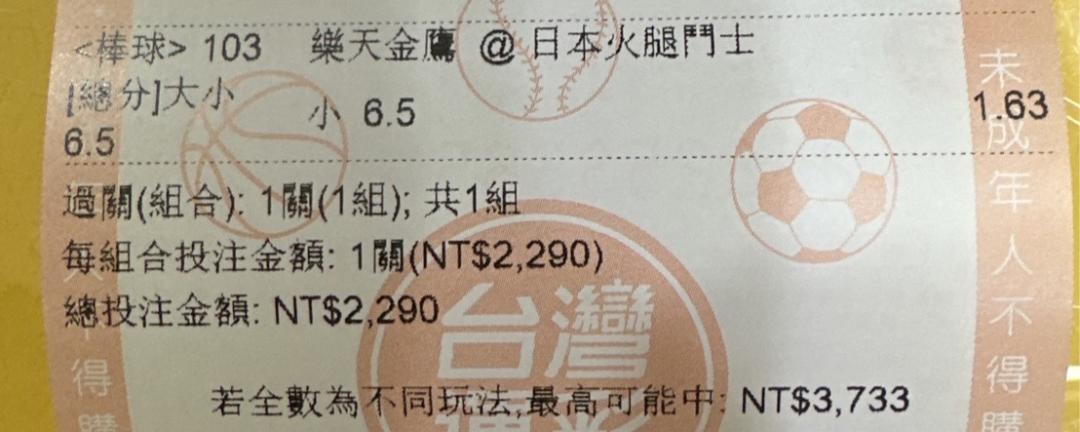 <棒球> 103 樂天金鷹 @ 日本火腿鬥士
[總分]大小 小 6.5 1.63
6.5
過關(組合): 1關(1組); 共1組
每組合投注金額: 1關(NT$2,290)
總投注金額: NT$2,290
台灣
若全數為不同玩法,最高可能中: NT$3,733
未成年人不得購
得購